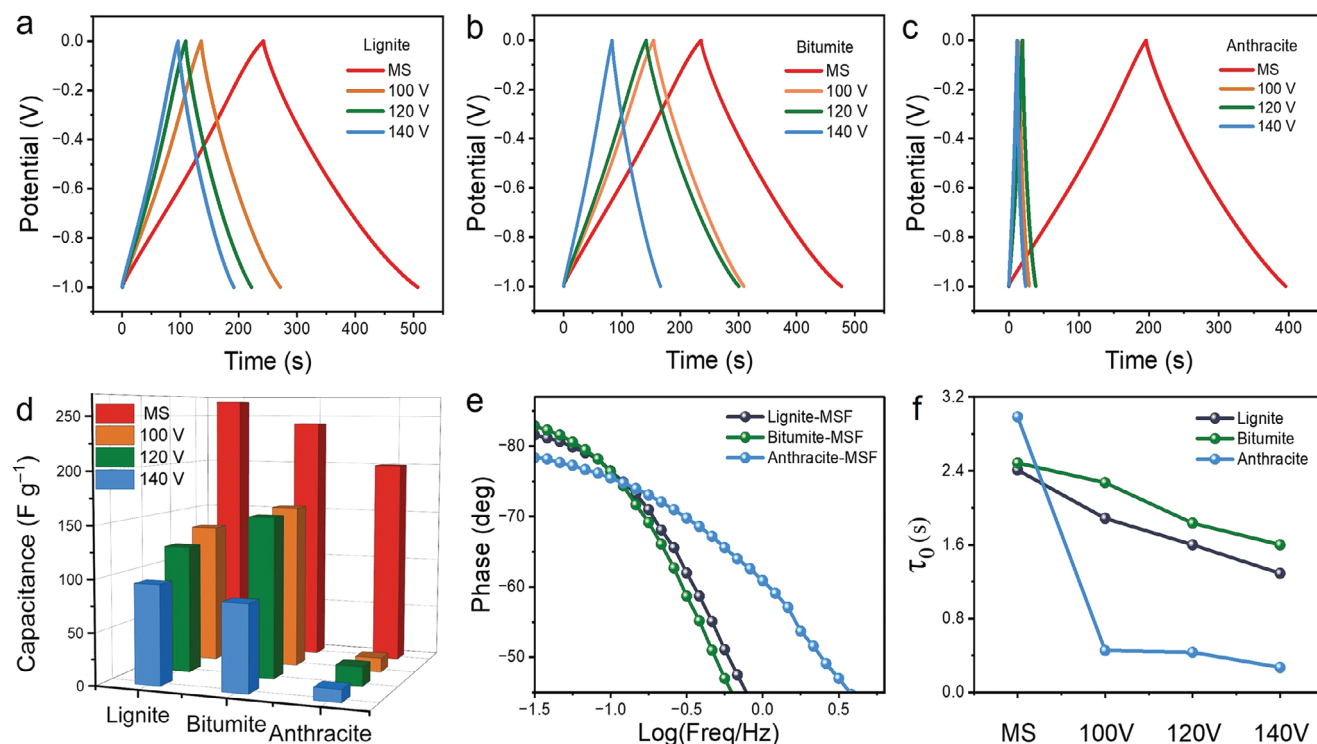 a
Lignite
MS
100 V
120 V
140 V
0.0
−0.2
−0.4
−0.6
−0.8
−1.0
Potential (V)
0 100 200 300 400 500
Time (s)
b
Bitumite
MS
100 V
120 V
140 V
0.0
−0.2
−0.4
−0.6
−0.8
−1.0
Potential (V)
0 100 200 300 400 500
Time (s)
c
Anthracite
MS
100 V
120 V
140 V
0.0
−0.2
−0.4
−0.6
−0.8
−1.0
Potential (V)
0 100 200 300 400
Time (s)
d
MS
100 V
120 V
140 V
250
200
150
100
50
0
Capacitance (F g⁻¹)
Lignite
Bitumite
Anthracite
e
Lignite-MSF
Bitumite-MSF
Anthracite-MSF
−80
−70
−60
−50
Phase (deg)
−1.5 −1.0 −0.5 0.0 0.5
Log(Freq/Hz)
f
Lignite
Bitumite
Anthracite
3.2
2.4
1.6
0.8
0.0
τ₀ (s)
MS 100V 120V 140V